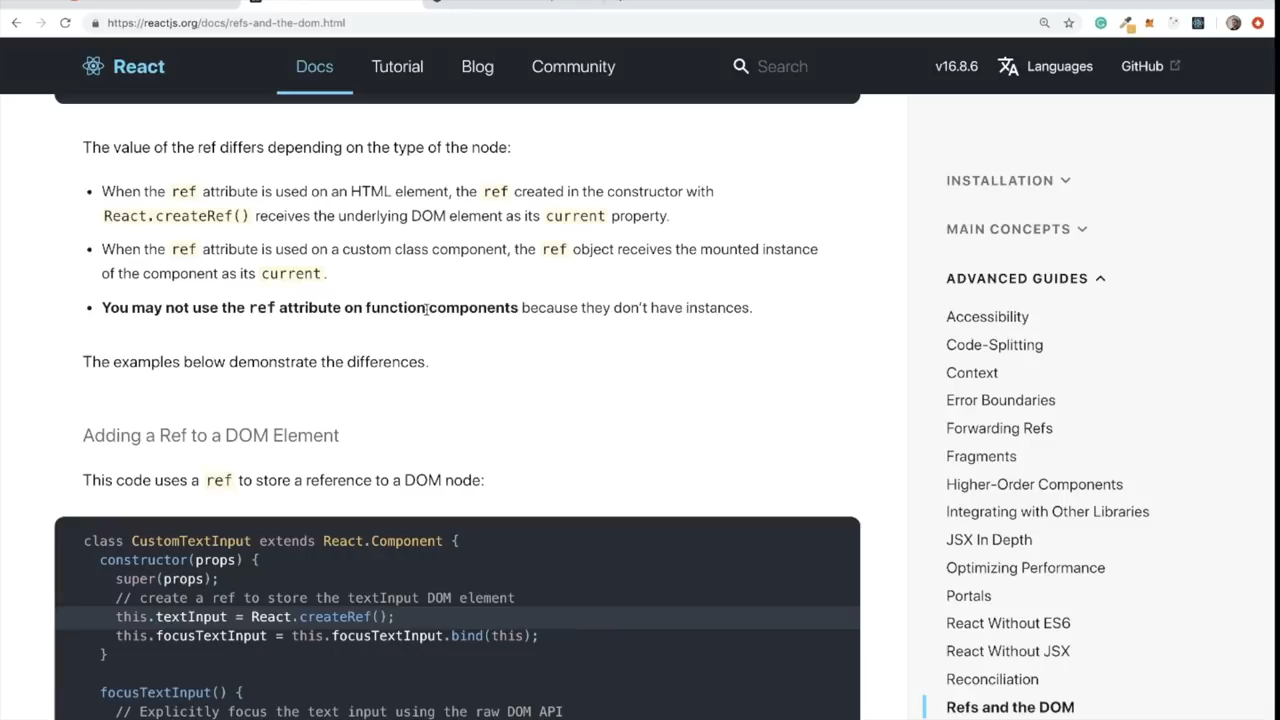 https://reactjs.org/docs/refs-and-the-dom.html
React Docs Tutorial Blog Community Search v16.8.6 Languages GitHub
The value of the ref differs depending on the type of the node:
When the ref attribute is used on an HTML element, the ref created in the constructor with
React.createRef() receives the underlying DOM element as its current property.
When the ref attribute is used on a custom class component, the ref object receives the mounted instance
of the component as its current.
You may not use the ref attribute on function components because they don’t have instances.
The examples below demonstrate the differences.
Adding a Ref to a DOM Element
This code uses a ref to store a reference to a DOM node:
class CustomTextInput extends React.Component {
constructor(props) {
super(props);
// create a ref to store the textInput DOM element
this.textInput = React.createRef();
this.focusTextInput = this.focusTextInput.bind(this);
}
focusTextInput() {
// Explicitly focus the text input using the raw DOM API
INSTALLATION
MAIN CONCEPTS
ADVANCED GUIDES
Accessibility
Code-Splitting
Context
Error Boundaries
Forwarding Refs
Fragments
Higher-Order Components
Integrating with Other Libraries
JSX In Depth
Optimizing Performance
Portals
React Without ES6
React Without JSX
Reconciliation
Refs and the DOM